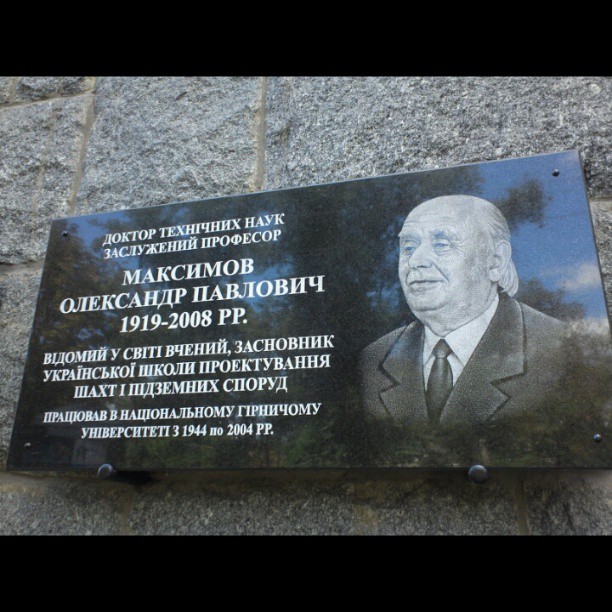 ДОКТОР ТЕХНІЧНИХ НАУК
ЗАСЛУЖЕНИЙ ПРОФЕСОР
МАКСИМОВ
ОЛЕКСАНДР ПАВЛОВИЧ
1919-2008 РР.
ВІДОМИЙ У СВІТІ ВЧЕНИЙ, ЗАСНОВНИК
УКРАЇНСЬКОЇ ШКОЛИ ПРОЕКТУВАННЯ
ШАХТ І ПІДЗЕМНИХ СПОРУД
ПРАЦЮВАВ В НАЦІОНАЛЬНОМУ ГІРНИЧОМУ
УНІВЕРСИТЕТІ З 1944 по 2004 РР.